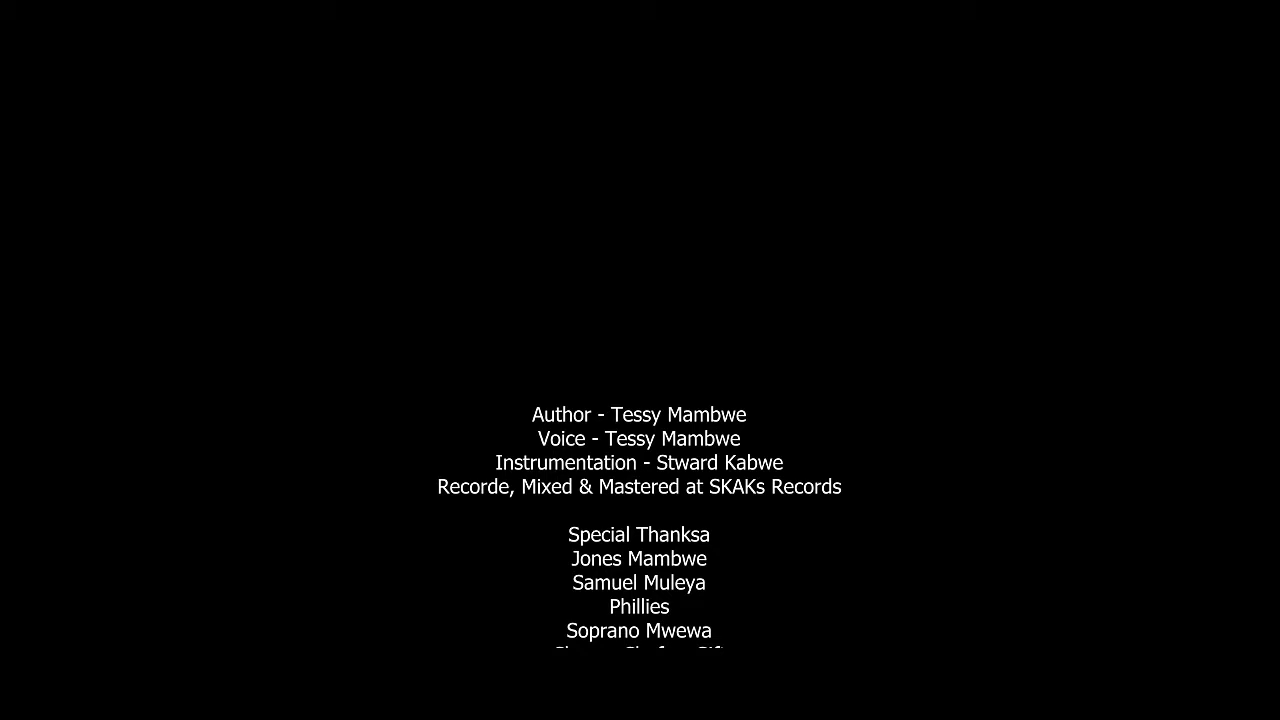 Author - Tessy Mambwe
Voice - Tessy Mambwe
Instrumentation - Stward Kabwe
Recorde, Mixed & Mastered at SKAKs Records
Special Thanksa
Jones Mambwe
Samuel Muleya
Phillies
Soprano Mwewa